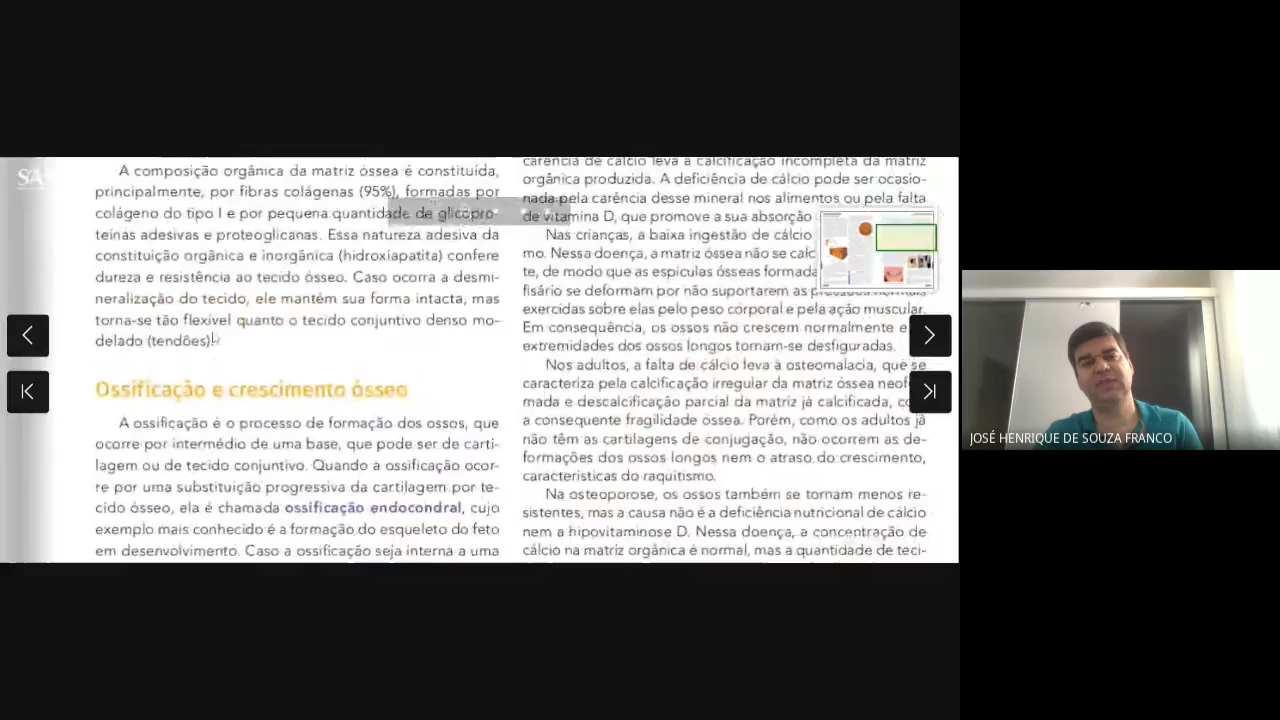 SA
A composição orgânica da matriz óssea é constituída,
principalmente, por fibras colágenas (95%), formadas por
colágeno do tipo I e por pequena quantidade de glicopro-
teínas adesivas e proteoglicanas. Essa natureza adesiva da
constituição orgânica e inorgânica (hidroxiapatita) confere
dureza e resistência ao tecido ósseo. Caso ocorra a desmi-
neralização do tecido, ele mantém sua forma intacta, mas
torna-se tão flexível quanto o tecido conjuntivo denso mo-
delado (tendões).
Ossificação e crescimento ósseo
A ossificação é o processo de formação dos ossos, que
ocorre por intermédio de uma base, que pode ser de carti-
lagem ou de tecido conjuntivo. Quando a ossificação ocor-
re por uma substituição progressiva da cartilagem por te-
cido ósseo, ela é chamada ossificação endocondral, cujo
exemplo mais conhecido é a formação do esqueleto do feto
em desenvolvimento. Caso a ossificação seja interna a uma
carência de cálcio leva à calcificação incompleta da matriz
orgânica produzida. A deficiência de cálcio pode ser ocasio-
nada pela carência desse mineral nos alimentos ou pela falta
de vitamina D, que promove a sua absorção
Nas crianças, a baixa ingestão de cálcio
mo. Nessa doença, a matriz óssea não se calc
te, de modo que as espículas ósseas formada
fisário se deformam por não suportarem as pressões normais
exercidas sobre elas pelo peso corporal e pela ação muscular.
Em consequência, os ossos não crescem normalmente e
extremidades dos ossos longos tornam-se desfiguradas.
Nos adultos, a falta de cálcio leva à osteomalacia, que se
caracteriza pela calcificação irregular da matriz óssea neofor
mada e descalcificação parcial da matriz já calcificada, co
a consequente fragilidade óssea. Porém, como os adultos já
não têm as cartilagens de conjugação, não ocorrem as de-
formações dos ossos longos nem o atraso do crescimento,
características do raquitismo.
Na osteoporose, os ossos também se tornam menos re-
sistentes, mas a causa não é a deficiência nutricional de cálcio
nem a hipovitaminose D. Nessa doença, a concentração de
cálcio na matriz orgânica é normal, mas a quantidade de teci-
JOSÉ HENRIQUE DE SOUZA FRANCO